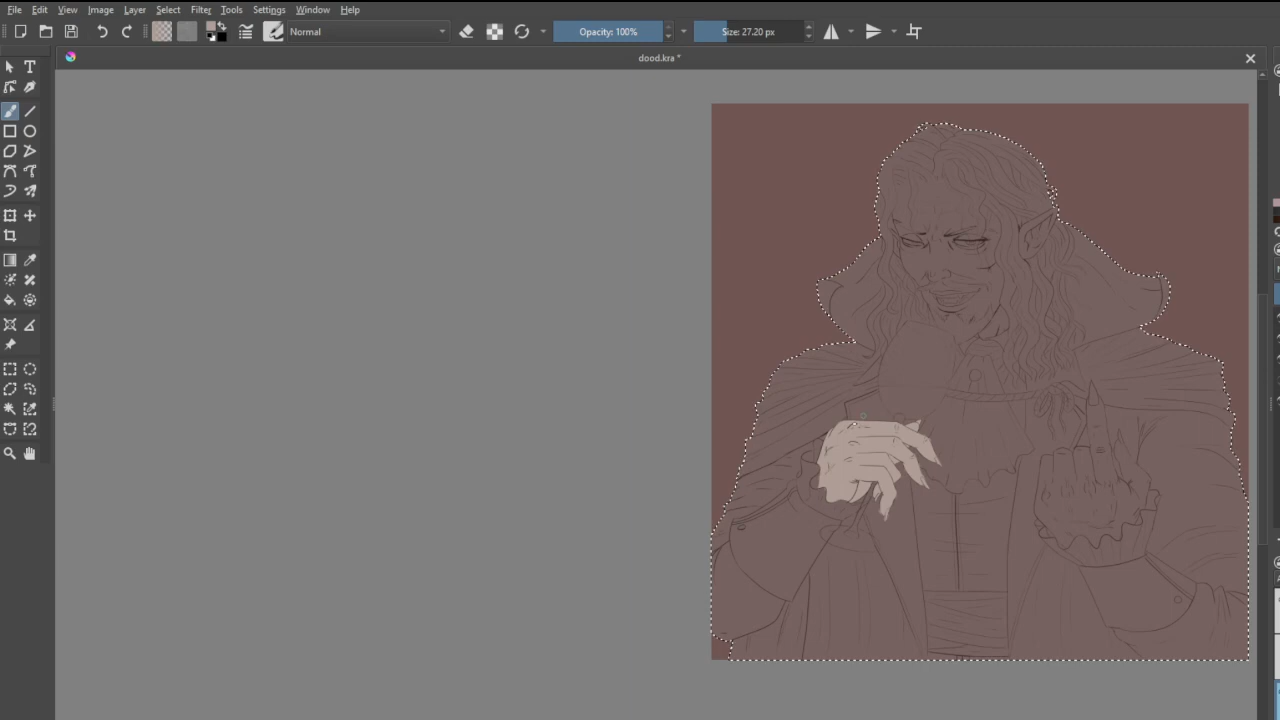 File Edit View Image Layer Select Filter Tools Settings Window Help
Normal Opacity: 100% Size: 27.20 px
dood.kra *